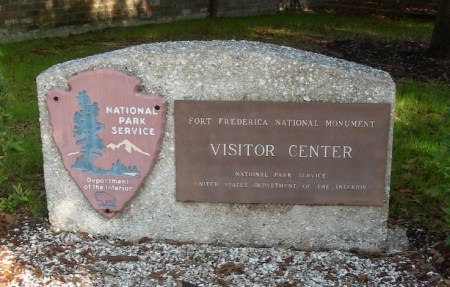 NATIONAL
PARK
SERVICE
Department
of the Interior
FORT FREDERICA NATIONAL MONUMENT
VISITOR CENTER
NATIONAL PARK SERVICE
UNITED STATES DEPARTMENT OF THE INTERIOR